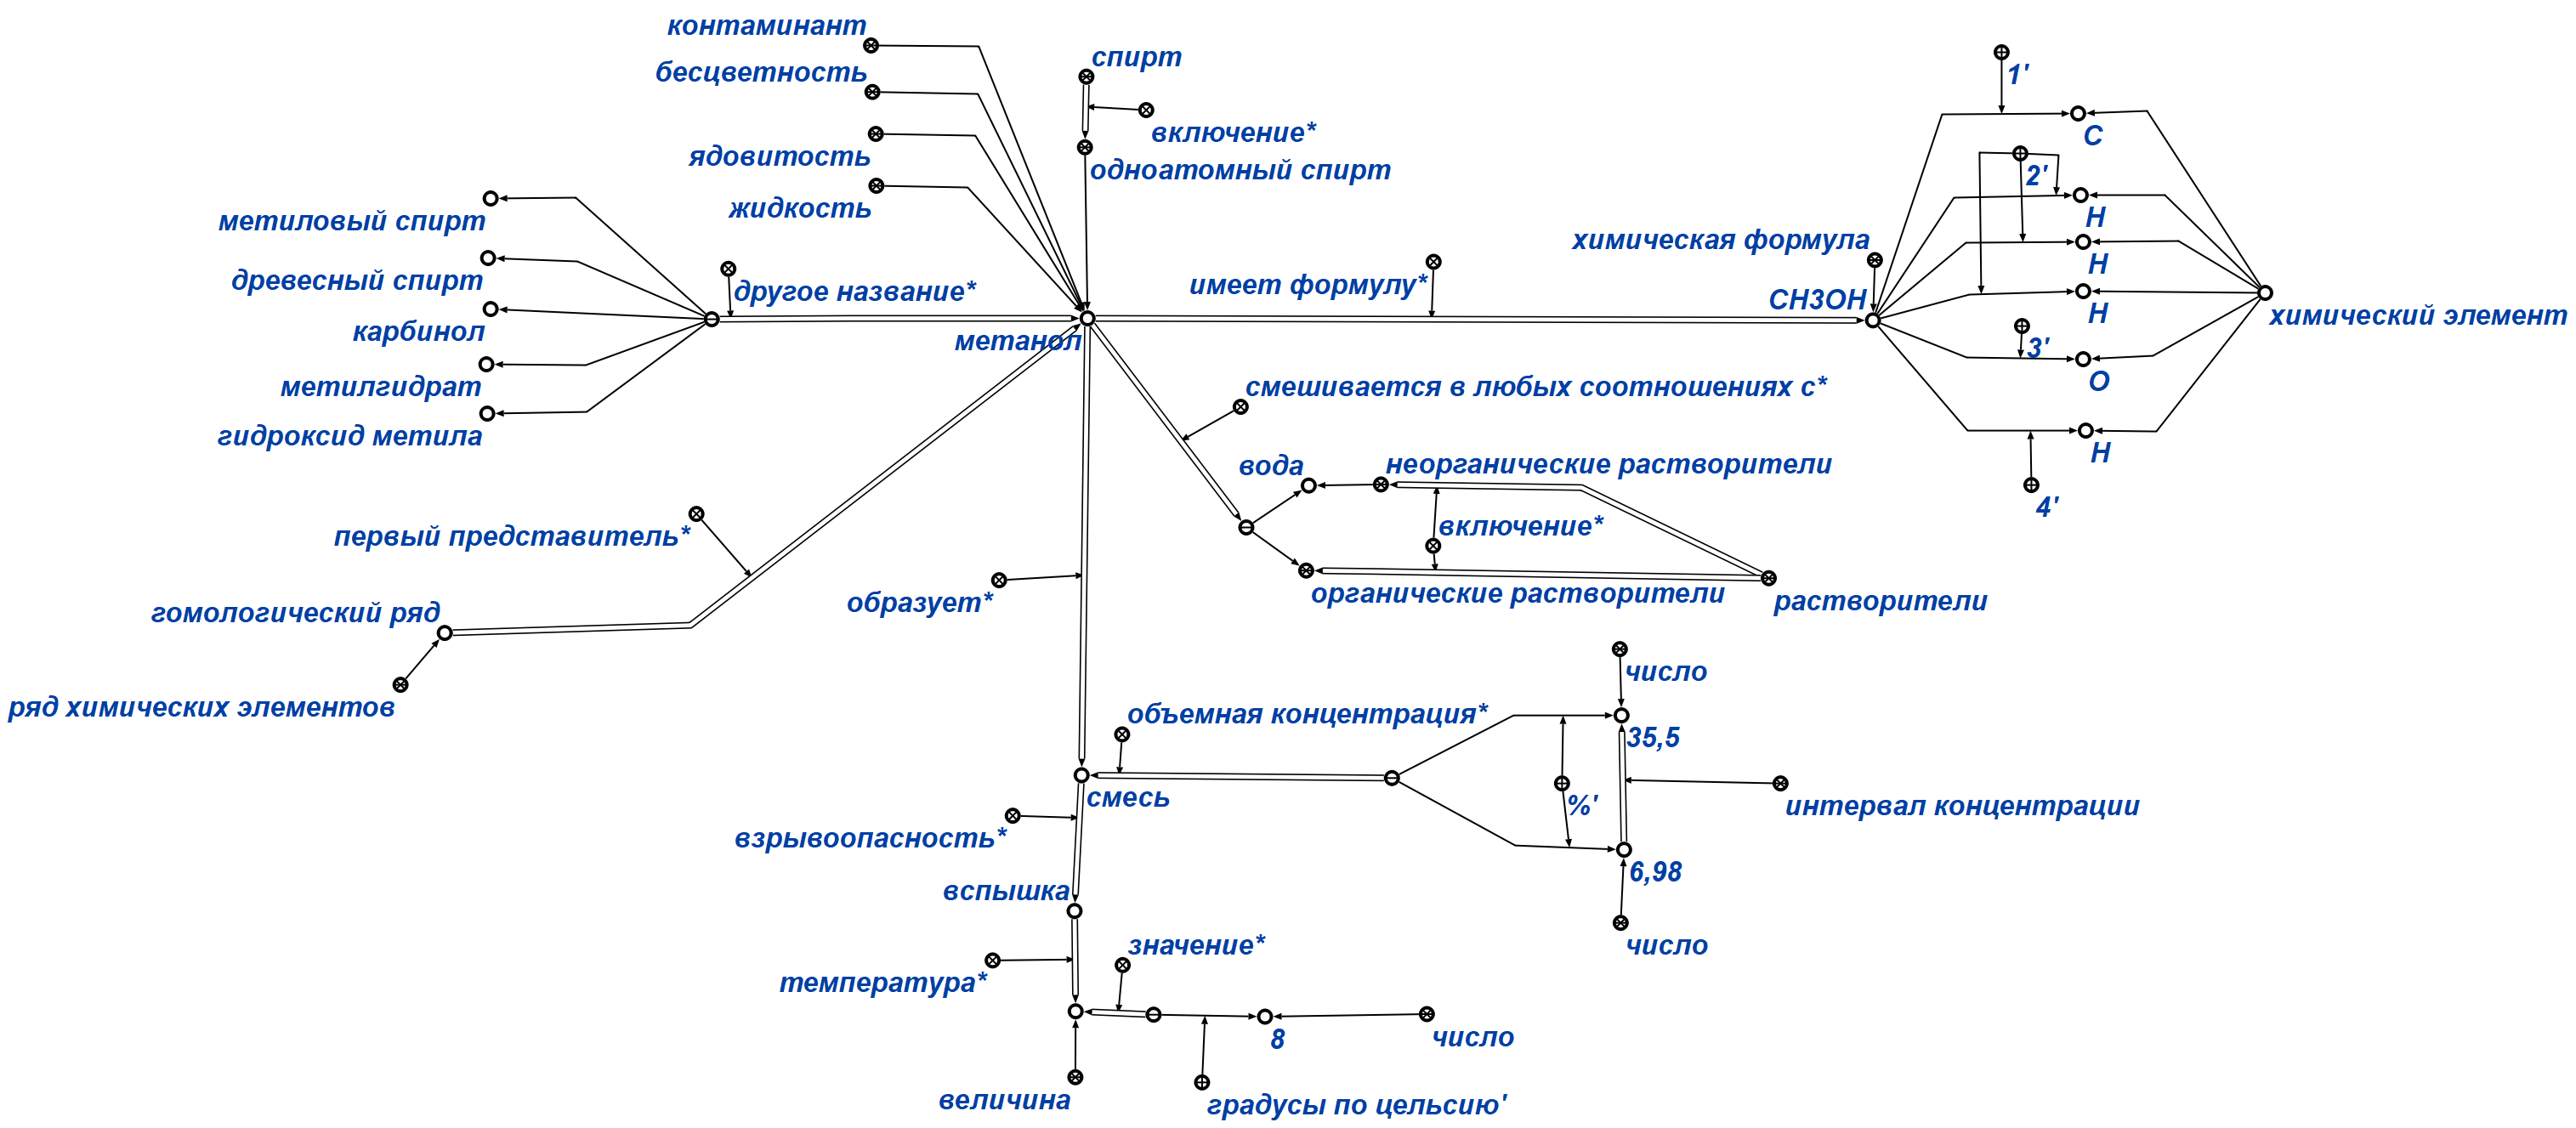 контаминант
спирт
бесцветность
1'
включение*
C
ядовитость
одноатомный спирт
2'
жидкость
метиловый спирт
H
химическая формула
H
древесный спирт
другое название*
имеет формулу*
CH3OH
H
химический элемент
карбинол
метанол
3'
метилгидрат
смешивается в любых соотношениях с*
O
гидроксид метила
H
вода
неорганические растворители
4'
первый представитель*
включение*
образует*
органические растворители
растворители
гомологический ряд
число
ряд химических элементов
объемная концентрация*
35,5
смесь
%'
интервал концентрации
взрывоопасность*
вспышка
6,98
значение*
число
температура*
8
число
величина
градусы по цельсию'